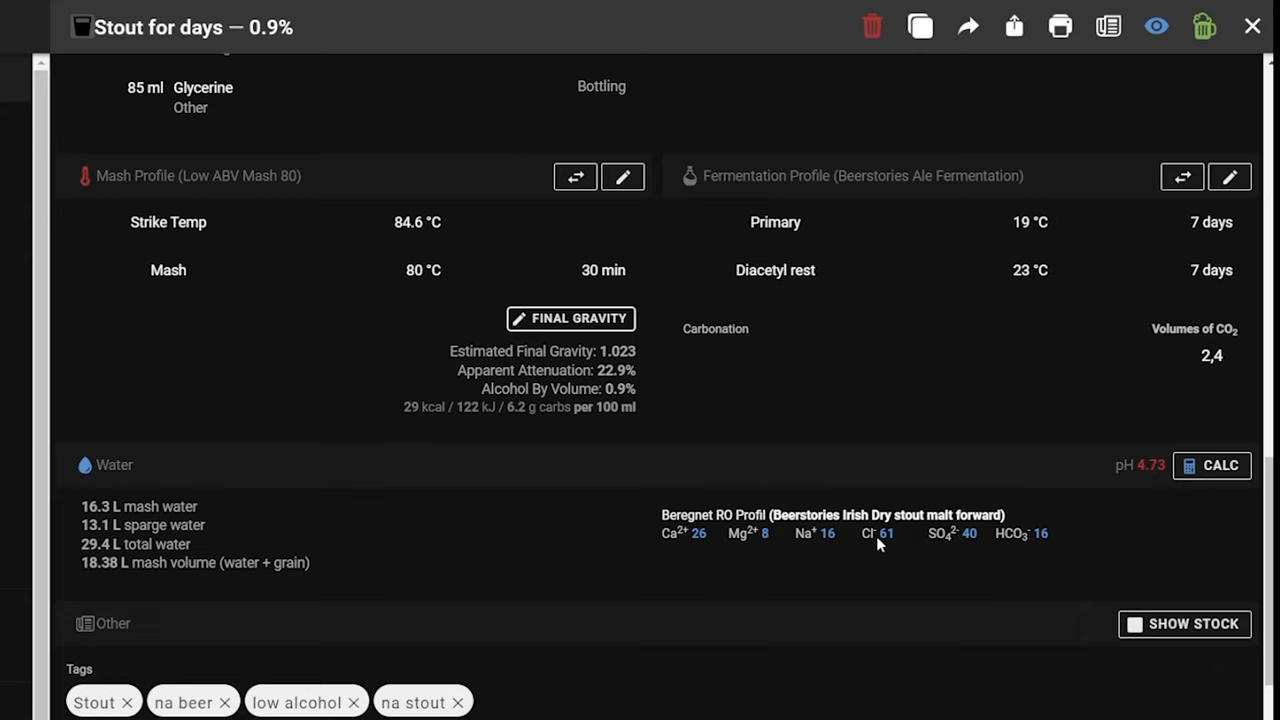 Stout for days — 0.9%
85 ml Glycerine Bottling
Other
Mash Profile (Low ABV Mash 80)
Strike Temp 84.6 °C
Mash 80 °C 30 min
FINAL GRAVITY
Estimated Final Gravity: 1.023
Apparent Attenuation: 22.9%
Alcohol By Volume: 0.9%
29 kcal / 122 kJ / 6.2 g carbs per 100 ml
Fermentation Profile (Beerstories Ale Fermentation)
Primary 19 °C 7 days
Diacetyl rest 23 °C 7 days
Carbonation Volumes of CO₂
2,4
Water pH 4.73 CALC
16.3 L mash water
13.1 L sparge water
29.4 L total water
18.38 L mash volume (water + grain)
Beregnet RO Profil (Beerstories Irish Dry stout malt forward)
Ca²⁺ 26 Mg²⁺ 8 Na⁺ 16 Cl⁻ 61 SO₄²⁻ 40 HCO₃⁻ 16
Other SHOW STOCK
Tags
Stout × na beer × low alcohol × na stout ×